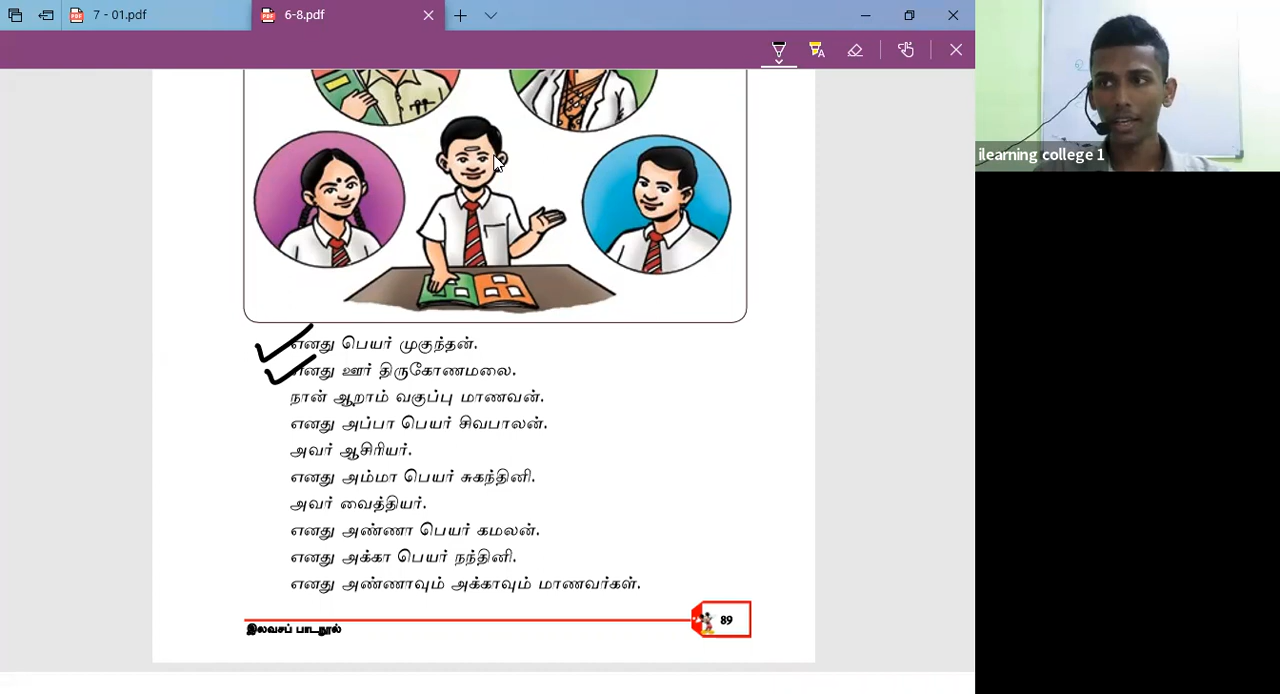 7 - 01.pdf
6-8.pdf
ilearning college 1
எனது பெயர் முகுந்தன்.
எனது ஊர் திருகோணமலை.
நான் ஆறாம் வகுப்பு மாணவன்.
எனது அப்பா பெயர் சிவபாலன்.
அவர் ஆசிரியர்.
எனது அம்மா பெயர் சுகந்தினி.
அவர் வைத்தியர்.
எனது அண்ணா பெயர் கமலன்.
எனது அக்கா பெயர் நந்தினி.
எனது அண்ணாவும் அக்காவும் மாணவர்கள்.
இலவசப் பாடநூல்
89